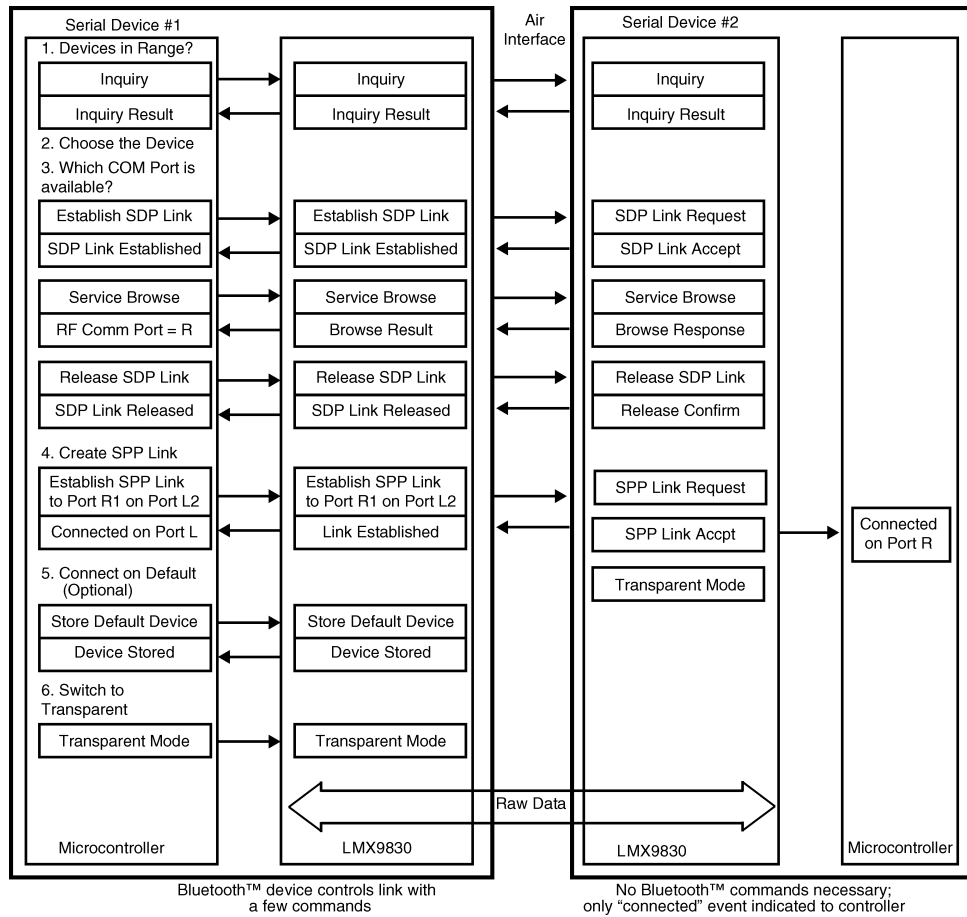 Serial Device #1
Air
Interface
Serial Device #2
1. Devices in Range?
Inquiry
Inquiry
Inquiry
Inquiry Result
Inquiry Result
Inquiry Result
2. Choose the Device
3. Which COM Port is
available?
Establish SDP Link
Establish SDP Link
SDP Link Request
SDP Link Established
SDP Link Established
SDP Link Accept
Service Browse
Service Browse
Service Browse
RF Comm Port = R
Browse Result
Browse Response
Release SDP Link
Release SDP Link
Release SDP Link
SDP Link Released
SDP Link Released
Release Confirm
4. Create SPP Link
Establish SPP Link
to Port R1 on Port L2
Establish SPP Link
to Port R1 on Port L2
SPP Link Request
Connected on Port L
Link Established
SPP Link Accpt
Connected
on Port R
5. Connect on Default
(Optional)
Transparent Mode
Store Default Device
Store Default Device
Device Stored
Device Stored
6. Switch to
Transparent
Transparent Mode
Transparent Mode
Raw Data
Microcontroller
LMX9830
LMX9830
Microcontroller
Bluetooth™ device controls link with
a few commands
No Bluetooth™ commands necessary;
only “connected” event indicated to controller